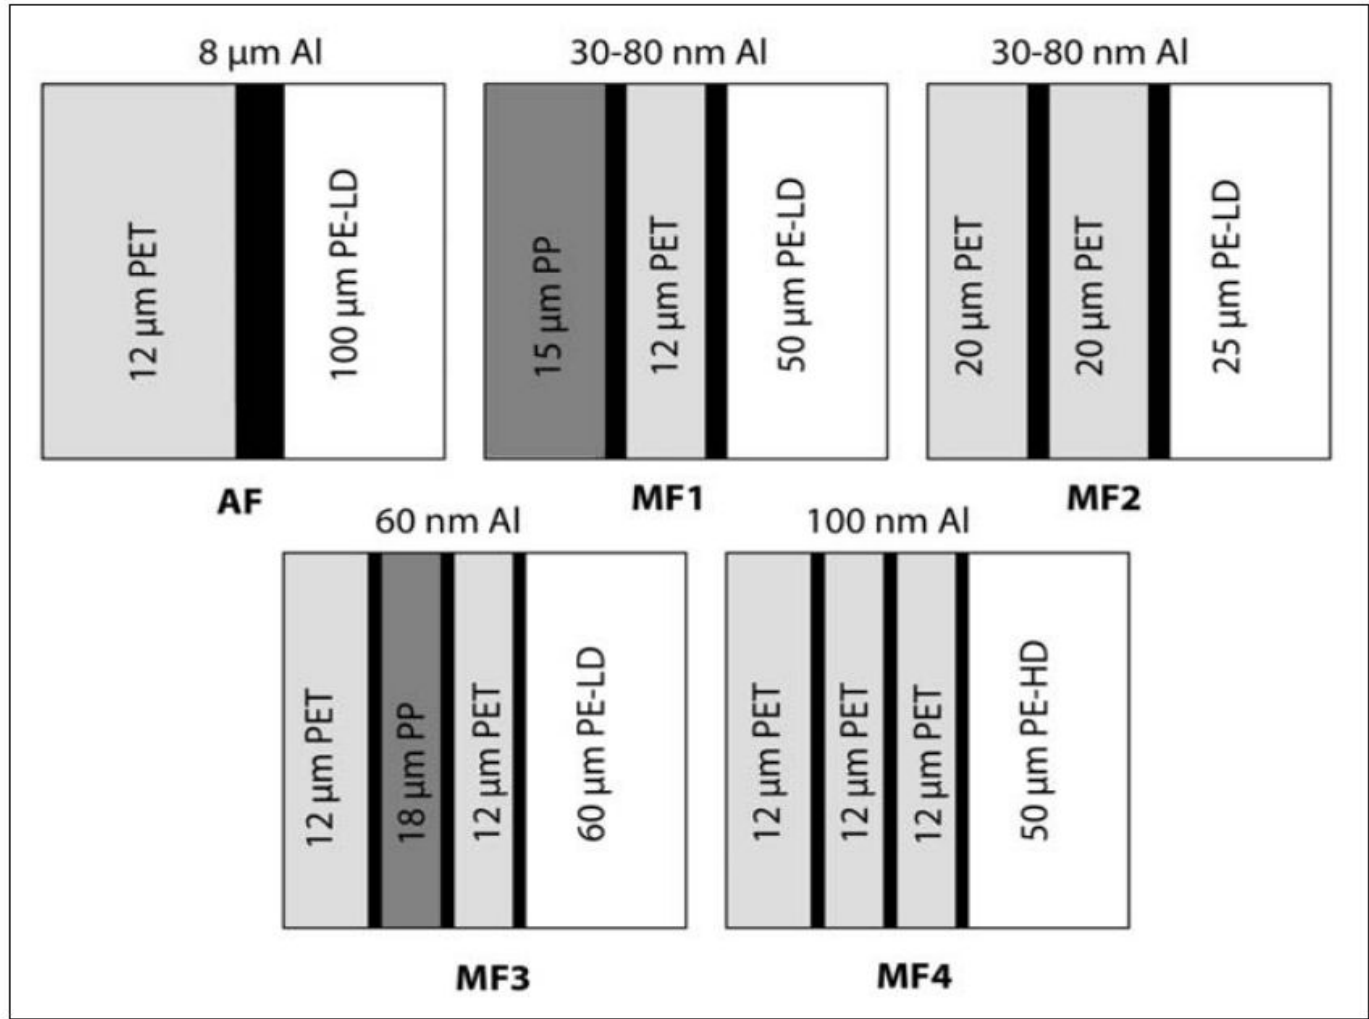 8 µm Al
12 µm PET
100 µm PE-LD
AF
30-80 nm Al
15 µm PP
12 µm PET
50 µm PE-LD
MF1
30-80 nm Al
20 µm PET
20 µm PET
25 µm PE-LD
MF2
60 nm Al
12 µm PET
18 µm PP
12 µm PET
60 µm PE-LD
MF3
100 nm Al
12 µm PET
12 µm PET
12 µm PET
50 µm PE-HD
MF4